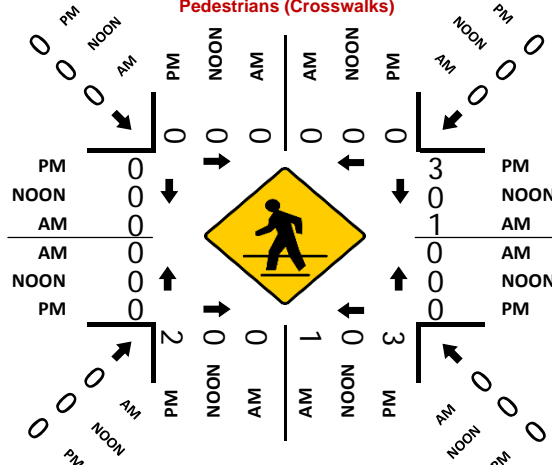 Pedestrians (Crosswalks)
0 PM
0 NOON
0 AM
PM NOON AM AM NOON PM
PM 0
NOON 0
AM 0
0 0 0 0 0 0
PM 0 3 PM
NOON 0 0 NOON
AM 0 1 AM
AM 0 0 AM
NOON 0 0 NOON
PM 0 0 PM
2 0 0 1 0 3
PM NOON AM AM NOON PM
0 AM
0 NOON
0 PM
AM 0
NOON 0
PM 0